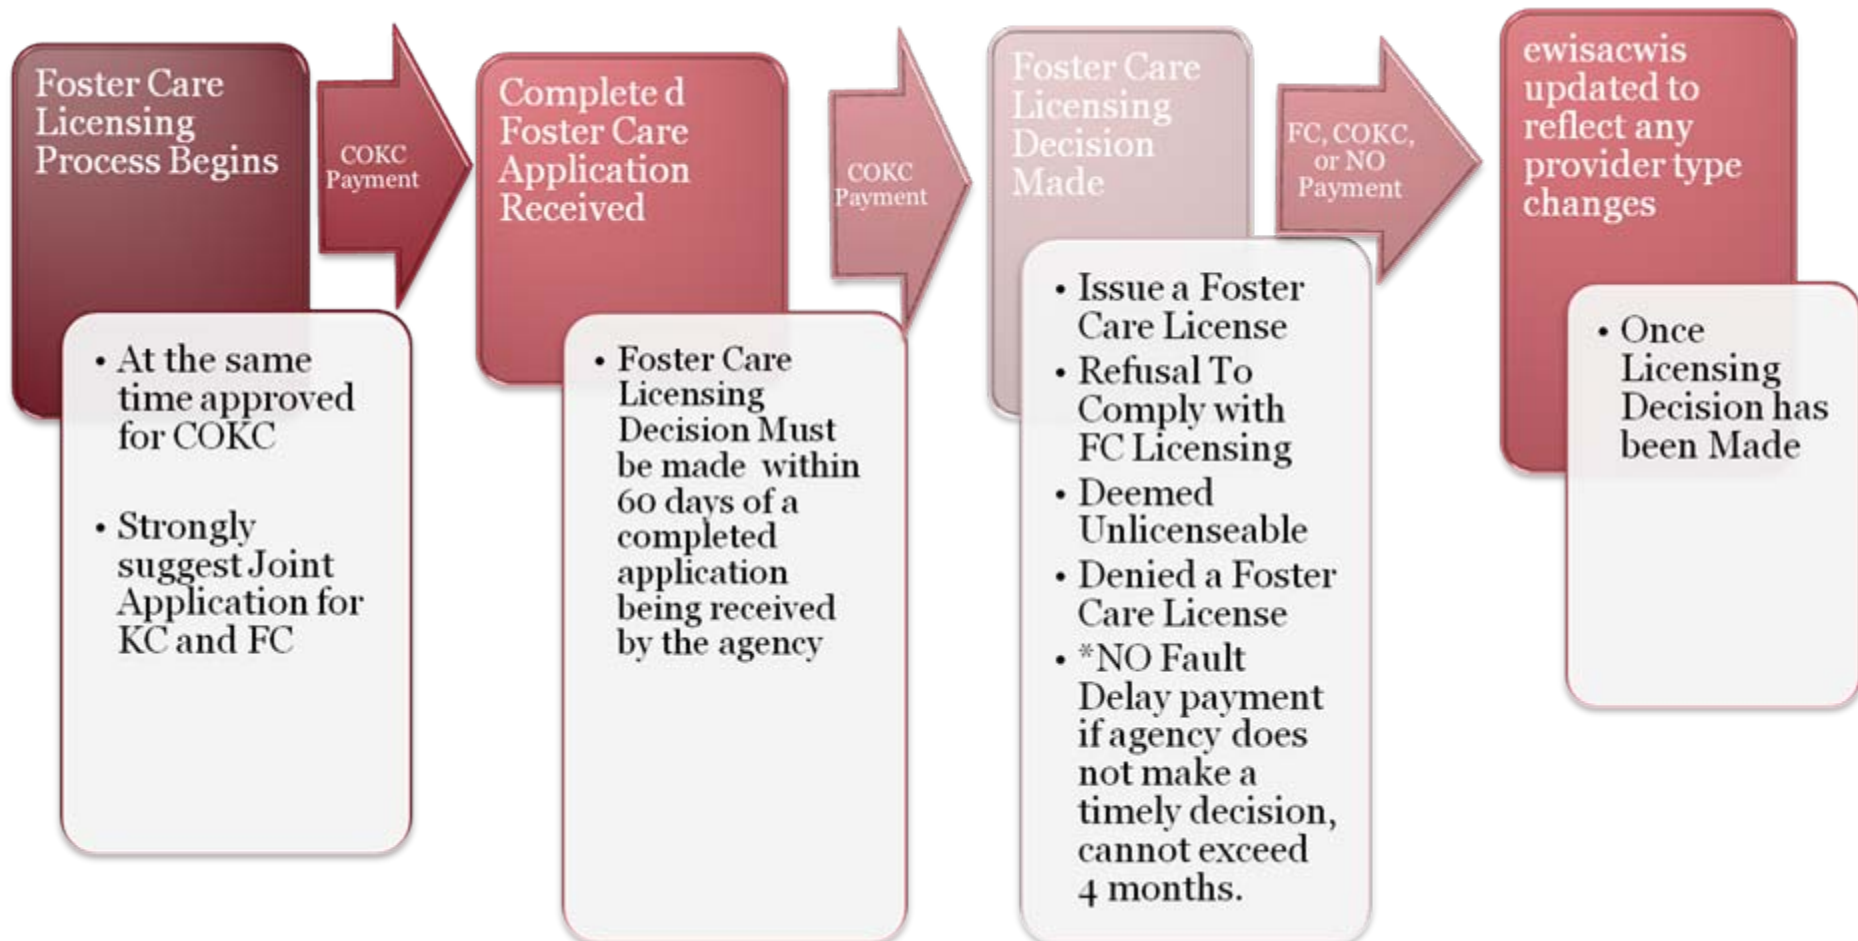 Foster Care
Licensing
Process Begins
• At the same
time approved
for COKC
• Strongly
suggest Joint
Application for
KC and FC
COKC
Payment
Complete d
Foster Care
Application
Received
• Foster Care
Licensing
Decision Must
be made within
60 days of a
completed
application
being received
by the agency
COKC
Payment
Foster Care
Licensing
Decision
Made
• Issue a Foster
Care License
• Refusal To
Comply with
FC Licensing
• Deemed
Unlicenseable
• Denied a Foster
Care License
• *NO Fault
Delay payment
if agency does
not make a
timely decision,
cannot exceed
4 months.
FC, COKC,
or NO
Payment
ewisacwis
updated to
reflect any
provider type
changes
• Once
Licensing
Decision has
been Made